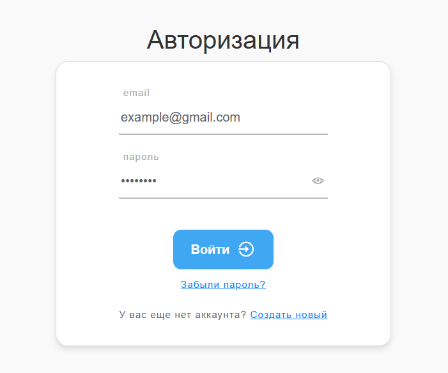 Авторизация
email
example@gmail.com
пароль
••••••••
Войти
Забыли пароль?
У вас еще нет аккаунта? Создать новый